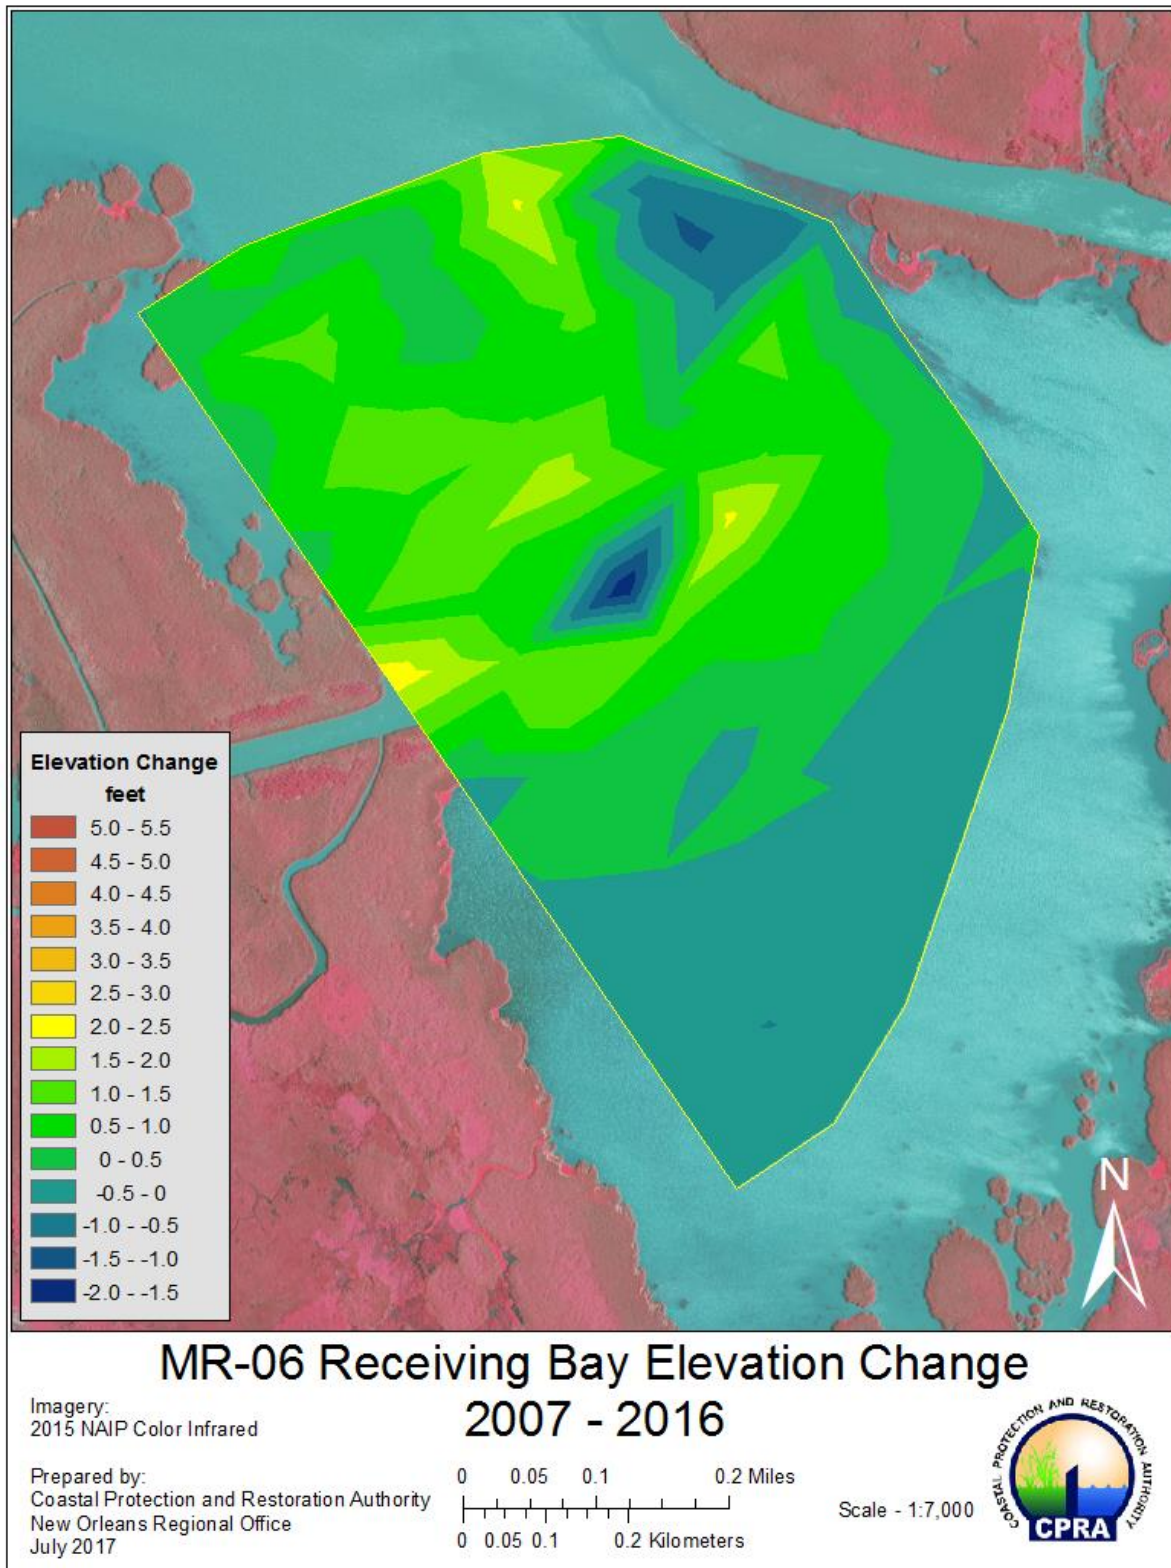 N
Elevation Change
feet
5.0 - 5.5
4.5 - 5.0
4.0 - 4.5
3.5 - 4.0
3.0 - 3.5
2.5 - 3.0
2.0 - 2.5
1.5 - 2.0
1.0 - 1.5
0.5 - 1.0
0 - 0.5
-0.5 - 0
-1.0 - -0.5
-1.5 - -1.0
-2.0 - -1.5
MR-06 Receiving Bay Elevation Change
2007 - 2016
Imagery:
2015 NAIP Color Infrared
Prepared by:
Coastal Protection and Restoration Authority
New Orleans Regional Office
July 2017
0 0.05 0.1 0.2 Miles
0 0.05 0.1 0.2 Kilometers
Scale - 1:7,000
COASTAL PROTECTION AND RESTORATION AUTHORITY
CPRA